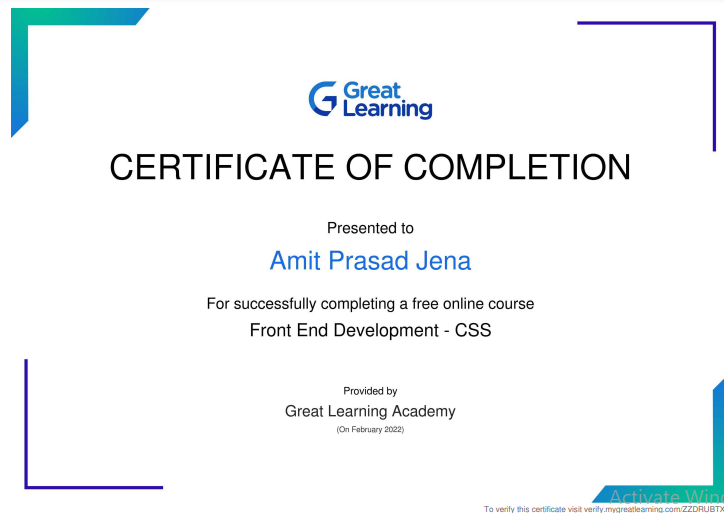 Great
Learning
CERTIFICATE OF COMPLETION
Presented to
Amit Prasad Jena
For successfully completing a free online course
Front End Development - CSS
Provided by
Great Learning Academy
(On February 2022)
Activate Win
To verify this certificate visit verify.mygreatlearning.com/ZZDRUBTX